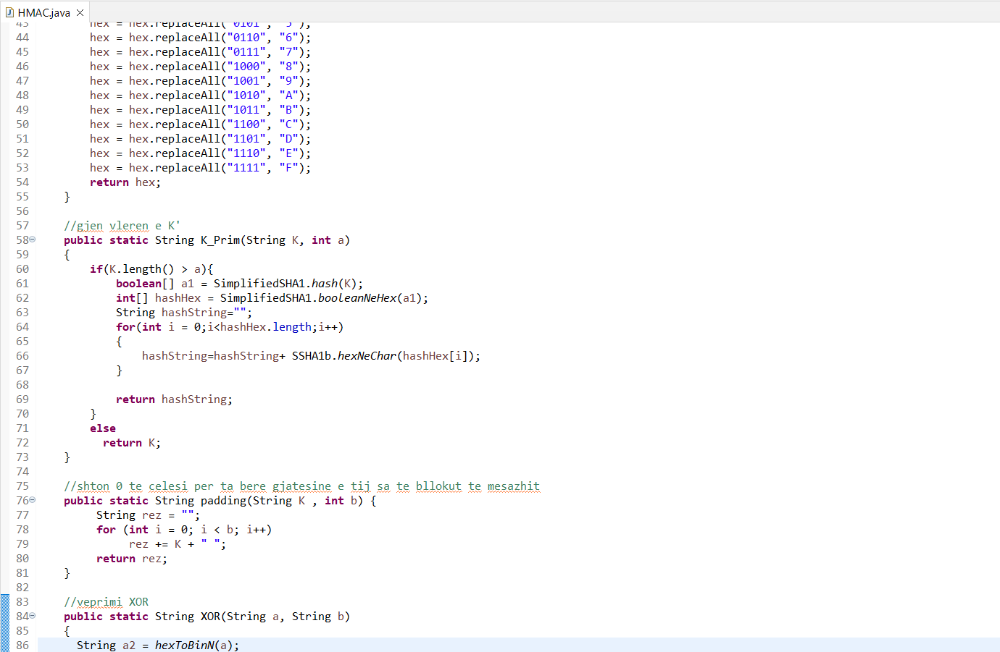 HMAC.java
43 hex = hex.replaceAll("0101", "5");
44 hex = hex.replaceAll("0110", "6");
45 hex = hex.replaceAll("0111", "7");
46 hex = hex.replaceAll("1000", "8");
47 hex = hex.replaceAll("1001", "9");
48 hex = hex.replaceAll("1010", "A");
49 hex = hex.replaceAll("1011", "B");
50 hex = hex.replaceAll("1100", "C");
51 hex = hex.replaceAll("1101", "D");
52 hex = hex.replaceAll("1110", "E");
53 hex = hex.replaceAll("1111", "F");
54 return hex;
55 }
56
57 //gjen vleren e K'
58 public static String K_Prim(String K, int a)
59 {
60 if(K.length() > a){
61 boolean[] a1 = SimplifiedSHA1.hash(K);
62 int[] hashHex = SimplifiedSHA1.booleanNeHex(a1);
63 String hashString="";
64 for(int i = 0;i<hashHex.length;i++)
65 {
66 hashString=hashString+ SSHA1b.hexNeChar(hashHex[i]);
67 }
68
69 return hashString;
70 }
71 else
72 return K;
73 }
74
75 //shton 0 te celesi per ta bere gjatesine e tij sa te bllokut te mesazhit
76 public static String padding(String K , int b) {
77 String rez = "";
78 for (int i = 0; i < b; i++)
79 rez += K + " ";
80 return rez;
81 }
82
83 //veprimi XOR
84 public static String XOR(String a, String b)
85 {
86 String a2 = hexToBinN(a);